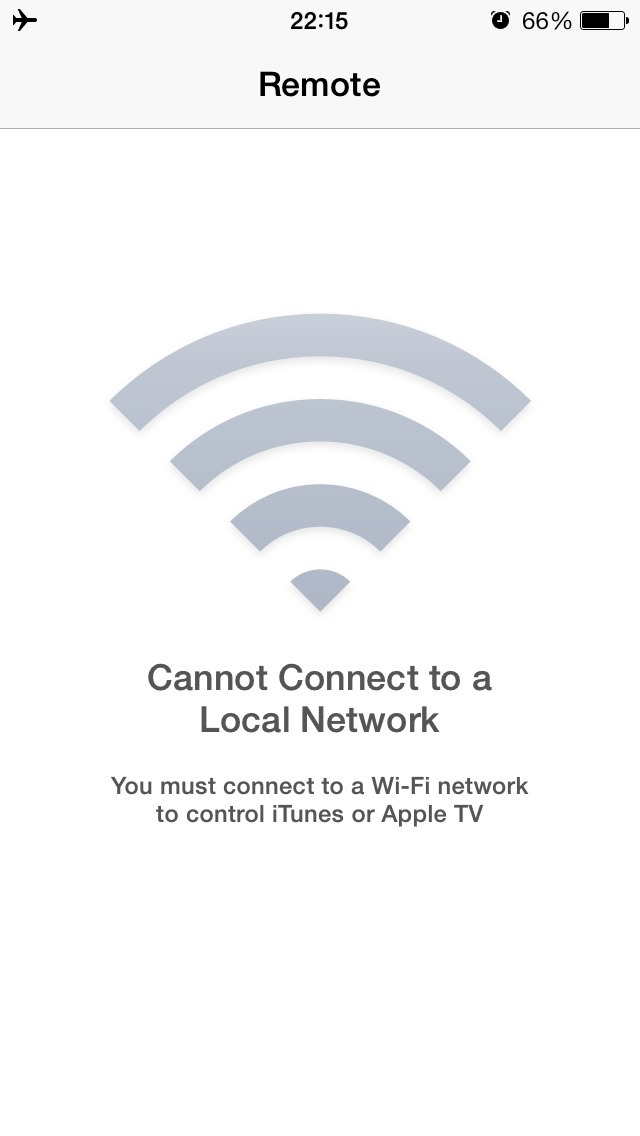 22:15 66%
Remote
Cannot Connect to a
Local Network
You must connect to a Wi-Fi network
to control iTunes or Apple TV